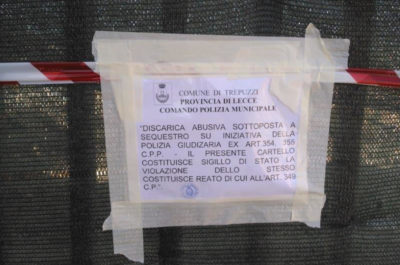 COMUNE DI TREPUZZI
PROVINCIA DI LECCE
COMANDO POLIZIA MUNICIPALE
"DISCARICA ABUSIVA SOTTOPOSTA A
SEQUESTRO SU INIZIATIVA DELLA
POLIZIA GIUDIZARIA EX ART.354, 355
C.P.P. - IL PRESENTE CARTELLO
COSTITUISCE SIGILLO DI STATO LA
VIOLAZIONE DELLO STESSO
COSTITUISCE REATO DI CUI ALL'ART. 349
C.P.".